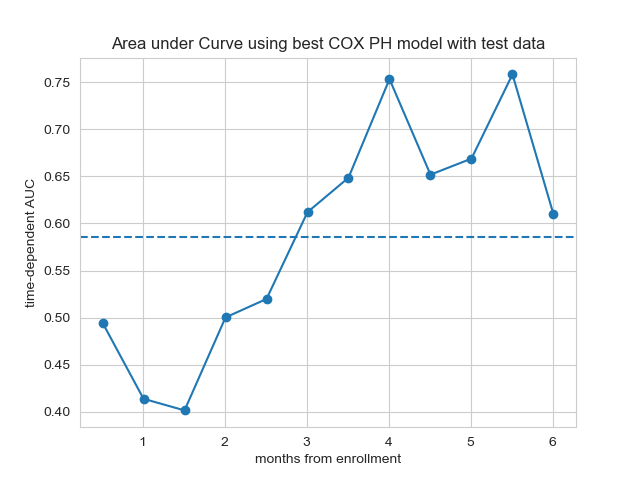 Area under Curve using best COX PH model with test data
time-dependent AUC
0.75
0.70
0.65
0.60
0.55
0.50
0.45
0.40
1 2 3 4 5 6
months from enrollment